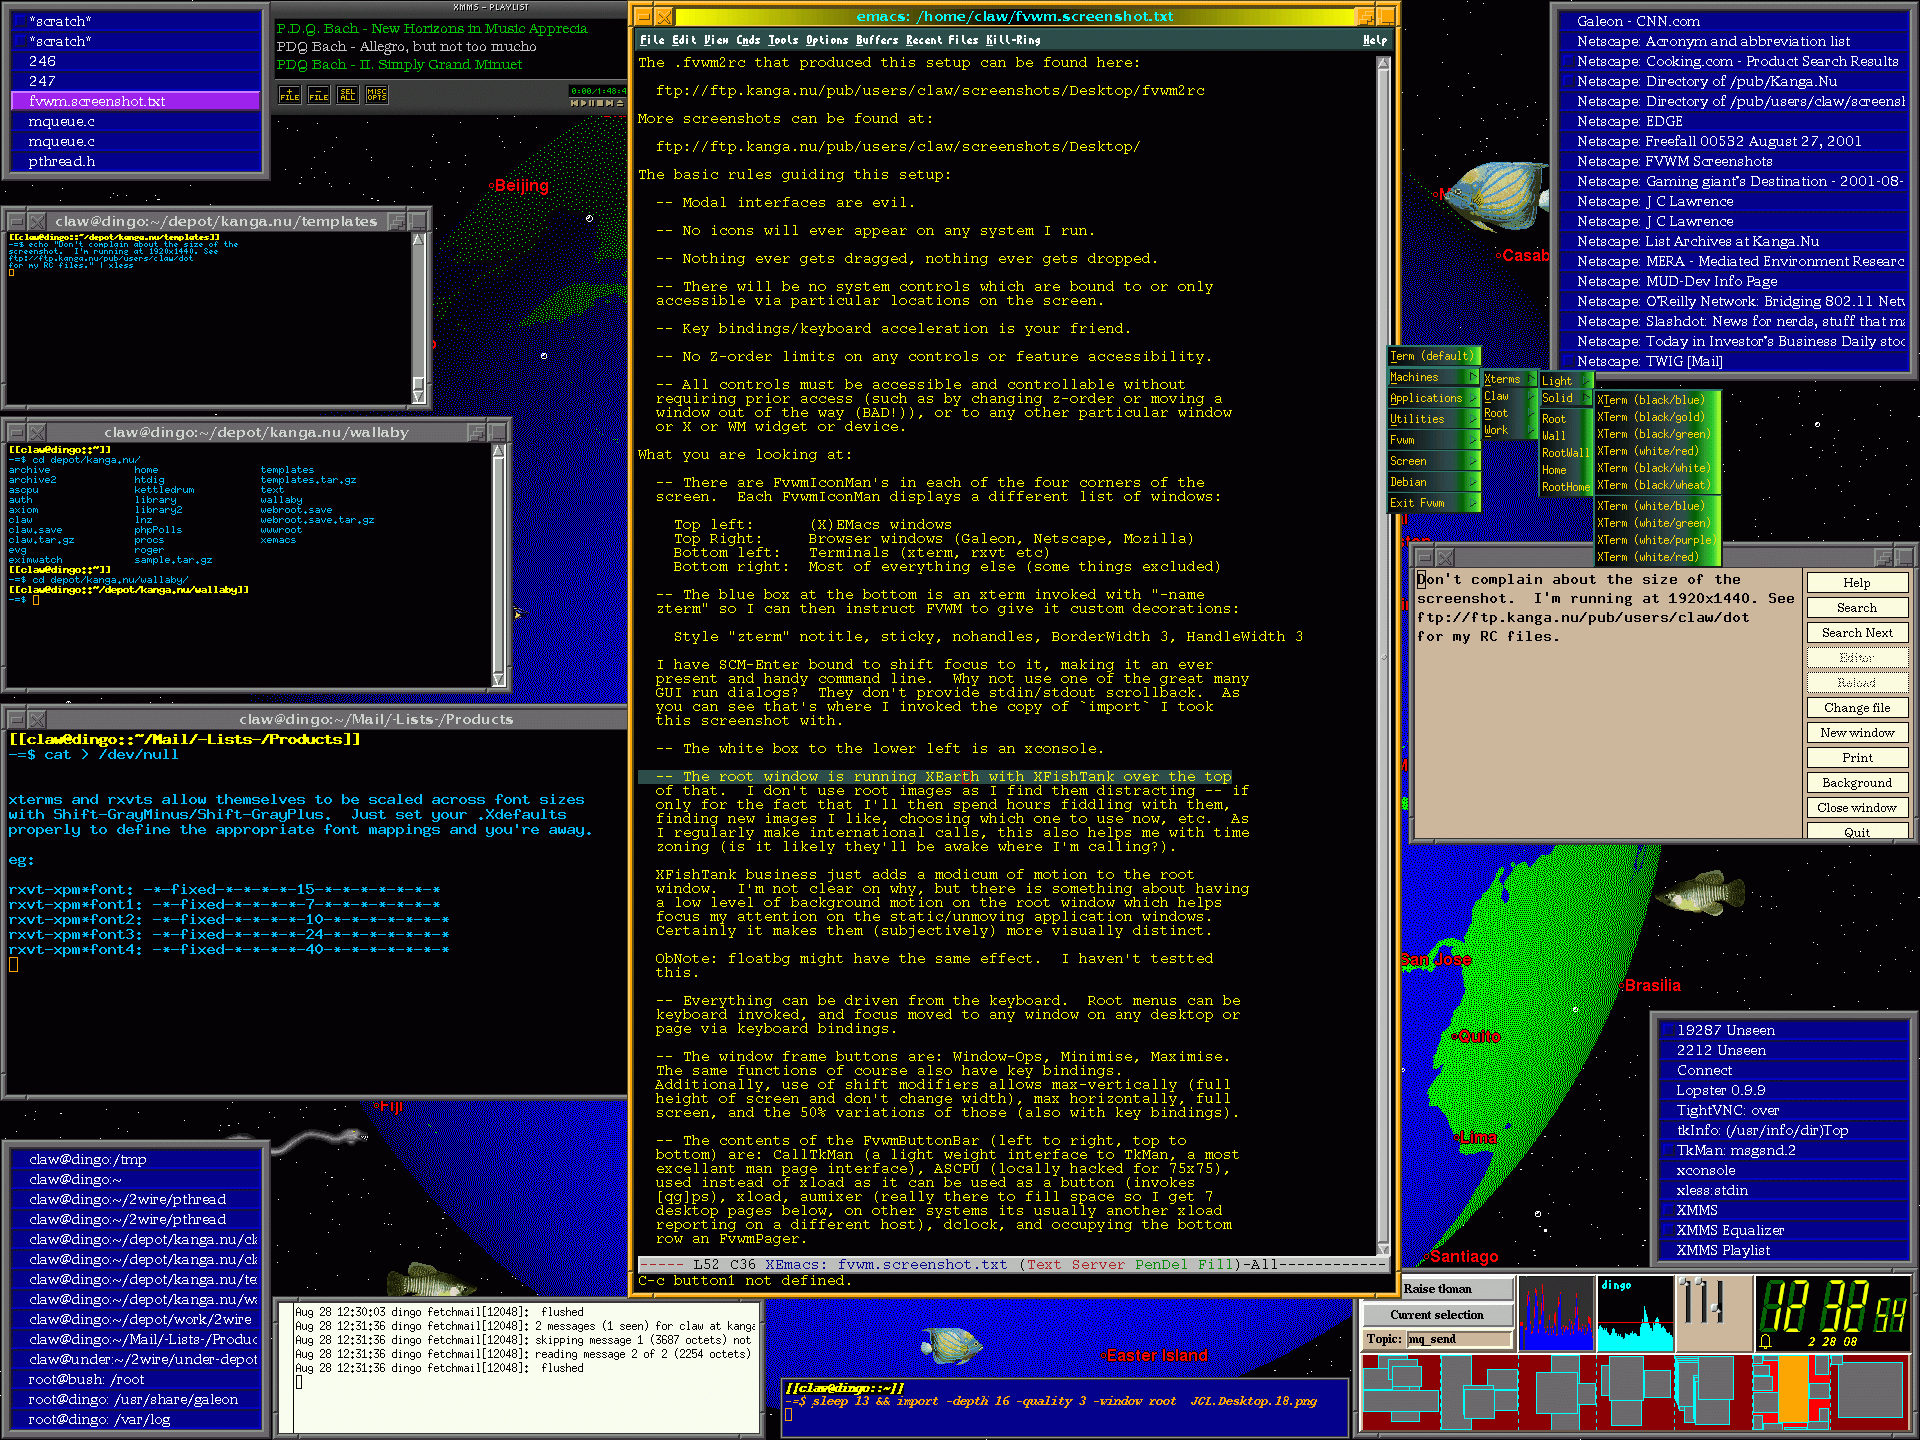 *scratch*
*scratch*
246
247
fvwm.screenshot.txt
mqueue.c
mqueue.c
pthread.h
XMMS - PLAYLIST
P.D.Q. Bach - New Horizons in Music Apprecia
PDQ Bach - Allegro, but not too mucho
PDQ Bach - II. Simply Grand Minuet
+ FILE - FILE SEL ALL MISC OPTS
Beijing
claw@dingo:~/depot/kanga.nu/templates
[[claw@dingo::~/depot/kanga.nu/templates]]
-=$ echo "Don't complain about the size of the
screenshot.  I'm running at 1920x1440. See
ftp://ftp.kanga.nu/pub/users/claw/dot
for my RC files." | xless
claw@dingo:~/depot/kanga.nu/wallaby
[[claw@dingo::~]]
-=$ cd depot/kanga.nu/
archive home templates
archive2 htdig templates.tar.gz
ascpu kettledrum text
auth library wallaby
axiom library2 webroot.save
claw lnz webroot.save.tar.gz
claw.save phpPolls wwwroot
claw.tar.gz procs xemacs
evg roger
eximwatch sample.tar.gz
[[claw@dingo::~]]
-=$ cd depot/kanga.nu/wallaby/
[[claw@dingo::~/depot/kanga.nu/wallaby]]
-=$
claw@dingo:~/Mail/-Lists-/Products
[[claw@dingo::~/Mail/-Lists-/Products]]
-=$ cat > /dev/null
xterms and rxvts allow themselves to be scaled across font sizes
with Shift-GrayMinus/Shift-GrayPlus.  Just set your .Xdefaults
properly to define the appropriate font mappings and you're away.
eg:
rxvt-xpm*font: -*-fixed-*-*-*-*-15-*-*-*-*-*-*-*
rxvt-xpm*font1: -*-fixed-*-*-*-*-7-*-*-*-*-*-*-*
rxvt-xpm*font2: -*-fixed-*-*-*-*-10-*-*-*-*-*-*-*
rxvt-xpm*font3: -*-fixed-*-*-*-*-24-*-*-*-*-*-*-*
rxvt-xpm*font4: -*-fixed-*-*-*-*-40-*-*-*-*-*-*-*
Fiji
claw@dingo:/tmp
claw@dingo:~
claw@dingo:~/2wire/pthread
claw@dingo:~/2wire/pthread
claw@dingo:~/depot/kanga.nu/cl
claw@dingo:~/depot/kanga.nu/cl
claw@dingo:~/depot/kanga.nu/te
claw@dingo:~/depot/kanga.nu/wa
claw@dingo:~/depot/work/2wire
claw@dingo:~/Mail/-Lists-/Produc
claw@under:~/2wire/under-depot
root@bush: /root
root@dingo: /usr/share/galeon
root@dingo: /var/log
Aug 28 12:30:03 dingo fetchmail[12048]:  flushed
Aug 28 12:31:36 dingo fetchmail[12048]: 2 messages (1 seen) for claw at kanga
Aug 28 12:31:36 dingo fetchmail[12048]: skipping message 1 (3687 octets) not
Aug 28 12:31:36 dingo fetchmail[12048]: reading message 2 of 2 (2254 octets)
Aug 28 12:31:36 dingo fetchmail[12048]:  flushed
emacs: /home/claw/fvwm.screenshot.txt
File Edit View Cmds Tools Options Buffers Recent Files Kill-Ring Help
The .fvwm2rc that produced this setup can be found here:
ftp://ftp.kanga.nu/pub/users/claw/screenshots/Desktop/fvwm2rc
More screenshots can be found at:
ftp://ftp.kanga.nu/pub/users/claw/screenshots/Desktop/
The basic rules guiding this setup:
-- Modal interfaces are evil.
-- No icons will ever appear on any system I run.
-- Nothing ever gets dragged, nothing ever gets dropped.
-- There will be no system controls which are bound to or only
accessible via particular locations on the screen.
-- Key bindings/keyboard acceleration is your friend.
-- No Z-order limits on any controls or feature accessibility.
-- All controls must be accessible and controllable without
requiring prior access (such as by changing z-order or moving a
window out of the way (BAD!)), or to any other particular window
or X or WM widget or device.
What you are looking at:
-- There are FvwmIconMan's in each of the four corners of the
screen.  Each FvwmIconMan displays a different list of windows:
Top left: (X)EMacs windows
Top Right: Browser windows (Galeon, Netscape, Mozilla)
Bottom left: Terminals (xterm, rxvt etc)
Bottom right: Most of everything else (some things excluded)
-- The blue box at the bottom is an xterm invoked with "-name
zterm" so I can then instruct FVWM to give it custom decorations:
Style "zterm" notitle, sticky, nohandles, BorderWidth 3, HandleWidth 3
I have SCM-Enter bound to shift focus to it, making it an ever
present and handy command line.  Why not use one of the great many
GUI run dialogs?  They don't provide stdin/stdout scrollback.  As
you can see that's where I invoked the copy of `import` I took
this screenshot with.
-- The white box to the lower left is an xconsole.
-- The root window is running XEarth with XFishTank over the top
of that.  I don't use root images as I find them distracting -- if
only for the fact that I'll then spend hours fiddling with them,
finding new images I like, choosing which one to use now, etc.  As
I regularly make international calls, this also helps me with time
zoning (is it likely they'll be awake where I'm calling?).
XFishTank business just adds a modicum of motion to the root
window.  I'm not clear on why, but there is something about having
a low level of background motion on the root window which helps
focus my attention on the static/unmoving application windows.
Certainly it makes them (subjectively) more visually distinct.
ObNote: floatbg might have the same effect.  I haven't testted
this.
-- Everything can be driven from the keyboard.  Root menus can be
keyboard invoked, and focus moved to any window on any desktop or
page via keyboard bindings.
-- The window frame buttons are: Window-Ops, Minimise, Maximise.
The same functions of course also have key bindings.
Additionally, use of shift modifiers allows max-vertically (full
height of screen and don't change width), max horizontally, full
screen, and the 50% variations of those (also with key bindings).
-- The contents of the FvwmButtonBar (left to right, top to
bottom) are: CallTkMan (a light weight interface to TkMan, a most
excellant man page interface), ASCPU (locally hacked for 75x75),
used instead of xload as it can be used as a button (invokes
[qg]ps), xload, aumixer (really there to fill space so I get 7
desktop pages below, on other systems its usually another xload
reporting on a different host), dclock, and occupying the bottom
row an FvwmPager.
----- L52 C36 XEmacs: fvwm.screenshot.txt (Text Server PenDel Fill)-All------------
C-c button1 not defined.
Easter Island
[[claw@dingo::~]]
-=$ sleep 13 && import -depth 16 -quality 3 -window root  JCL.Desktop.18.png
Galeon - CNN.com
Netscape: Acronym and abbreviation list
Netscape: Cooking.com - Product Search Results
Netscape: Directory of /pub/Kanga.Nu
Netscape: Directory of /pub/users/claw/screensh
Netscape: EDGE
Netscape: Freefall 00532 August 27, 2001
Netscape: FVWM Screenshots
Netscape: Gaming giant's Destination - 2001-08-
Netscape: J C Lawrence
Netscape: J C Lawrence
Netscape: List Archives at Kanga.Nu
Netscape: MERA - Mediated Environment Researc
Netscape: MUD-Dev Info Page
Netscape: O'Reilly Network: Bridging 802.11 Netw
Netscape: Slashdot: News for nerds, stuff that ma
Netscape: Today in Investor's Business Daily stoc
Netscape: TWIG [Mail]
Casab
Term (default)
Machines
Applications
Utilities
Fvwm
Screen
Debian
Exit Fvwm
Xterms
Claw
Root
Work
Light
Solid
Root
Wall
RootWall
Home
RootHome
XTerm (black/blue)
XTerm (black/gold)
XTerm (black/green)
XTerm (white/red)
XTerm (black/white)
XTerm (black/wheat)
XTerm (white/blue)
XTerm (white/green)
XTerm (white/purple)
XTerm (white/red)
Don't complain about the size of the
screenshot.  I'm running at 1920x1440. See
ftp://ftp.kanga.nu/pub/users/claw/dot
for my RC files.
Help
Search
Search Next
Editor
Reload
Change file
New window
Print
Background
Close window
Quit
San Jose
Brasilia
Quito
Lima
Santiago
19287 Unseen
2212 Unseen
Connect
Lopster 0.9.9
TightVNC: over
tkInfo: (/usr/info/dir)Top
TkMan: msgsnd.2
xconsole
xless:stdin
XMMS
XMMS Equalizer
XMMS Playlist
Raise tkman
Current selection
Topic: mq_send
dingo
12 32
2 28 08